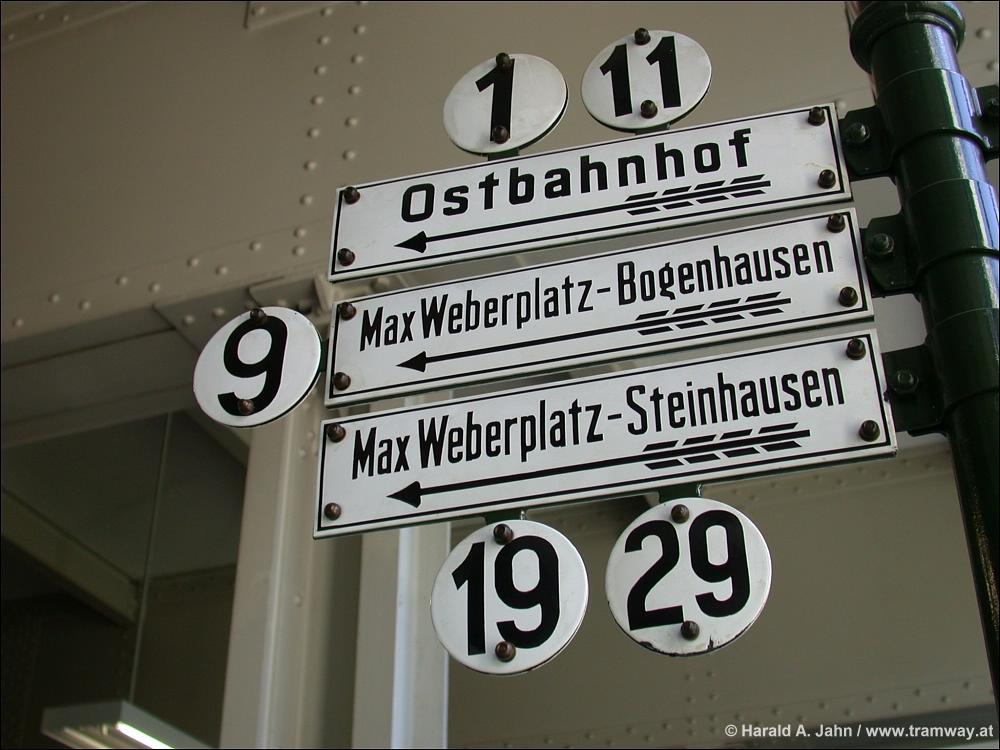 1 11
Ostbahnhof
9 Max Weberplatz-Bogenhausen
Max Weberplatz-Steinhausen
19 29
© Harald A. Jahn / www.tramway.at